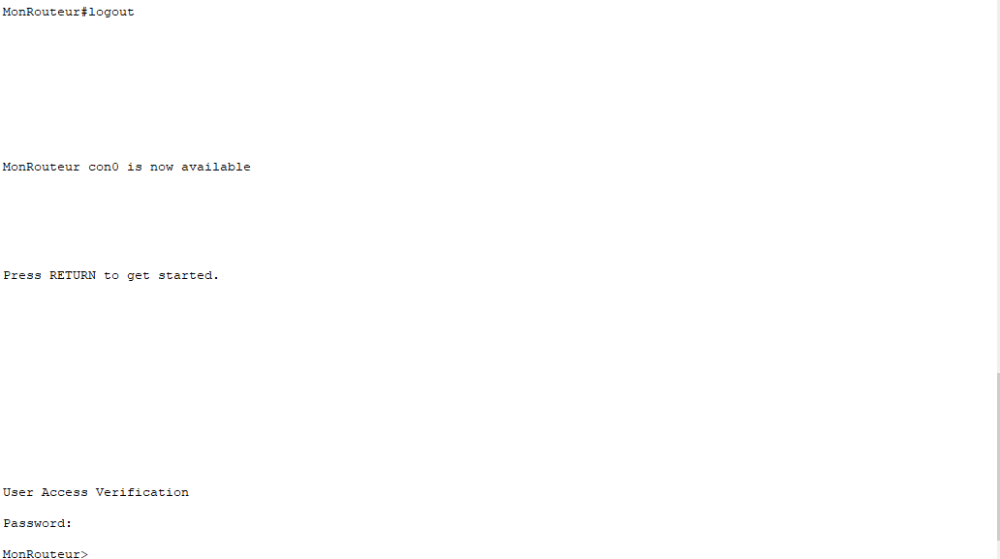 MonRouteur#logout
MonRouteur con0 is now available
Press RETURN to get started.
User Access Verification
Password:
MonRouteur>